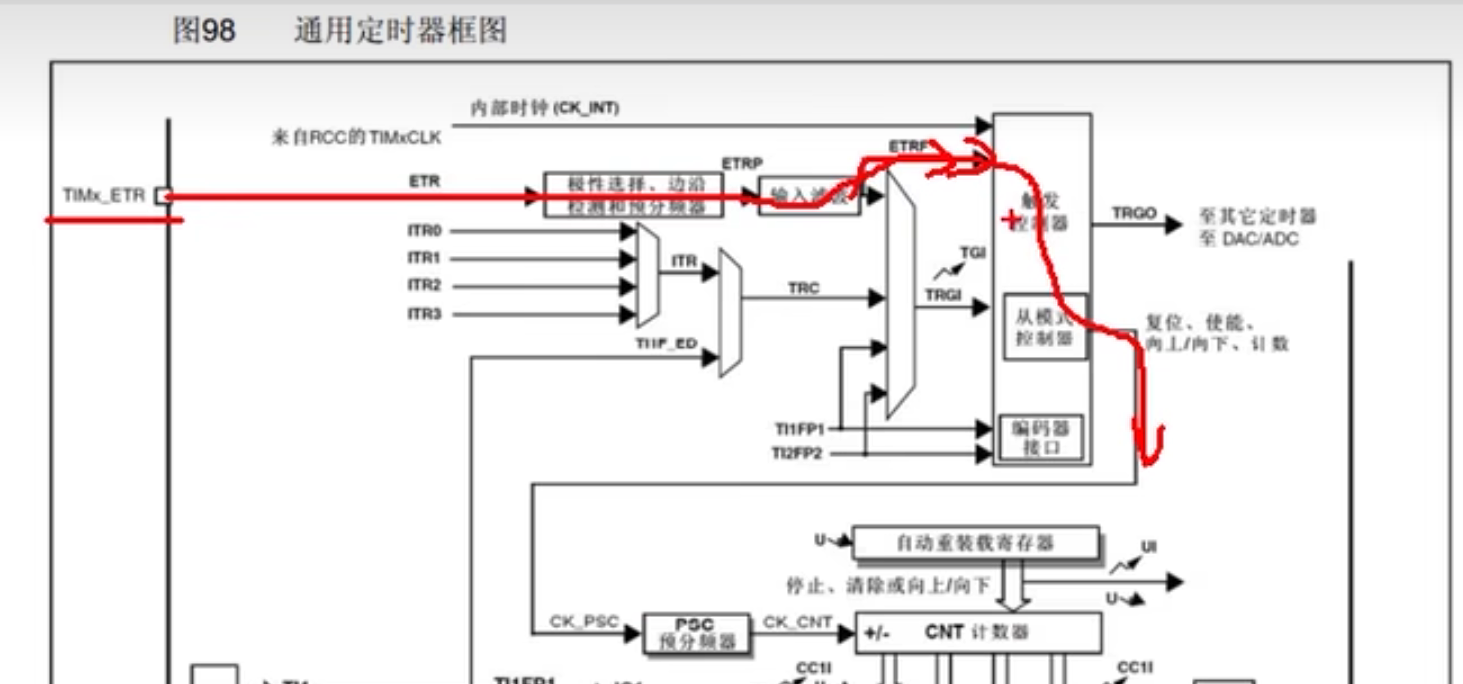 图98 通用定时器框图
内部时钟(CK_INT)
来自RCC的TIMxCLK
ETRF
ETRP
ETR
TIMx_ETR
极性选择、边沿
检测和预分频器
输入滤波
触发
控制器
TRGO
至其它定时器
至 DAC/ADC
ITR0
ITR1
ITR2
ITR3
ITR
TGI
TRC
TRGI
TI1F_ED
从模式
控制器
复位、使能、
向上/向下、计数
TI1FP1
TI2FP2
编码器
接口
U
自动重装载寄存器
UI
停止、清除或向上/向下
U
CK_PSC
PSC
预分频器
CK_CNT
+/- CNT 计数器
CC1I
CC1I
TI1FP1